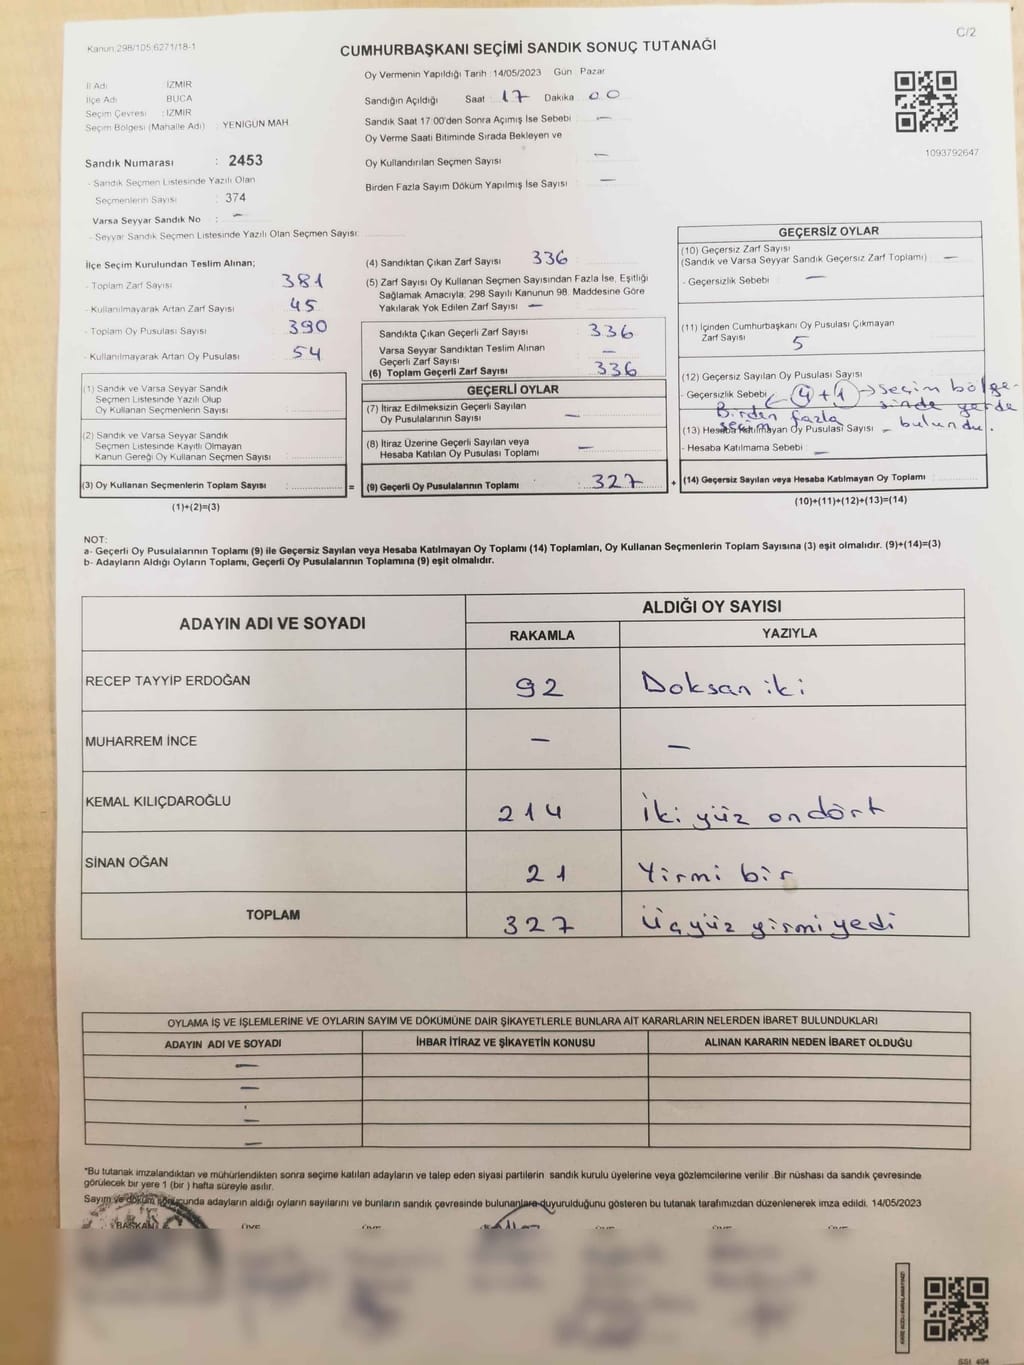 Kanun:298/105:6271/18-1
C/2
CUMHURBAŞKANI SEÇİMİ SANDIK SONUÇ TUTANAĞI
İl Adı : İZMİR
İlçe Adı : BUCA
Seçim Çevresi : İZMİR
Seçim Bölgesi (Mahalle Adı) : YENİGÜN MAH.
Sandık Numarası : 2453
- Sandık Seçmen Listesinde Yazılı Olan
Seçmenlerin Sayısı : 374
Varsa Seyyar Sandık No : -
- Seyyar Sandık Seçmen Listesinde Yazılı Olan Seçmen Sayısı:
Oy Vermenin Yapıldığı Tarih : 14/05/2023 Gün : Pazar
Sandığın Açıldığı Saat : 17 Dakika : 00
Sandık Saat 17:00'den Sonra Açımış İse Sebebi : -
Oy Verme Saati Bitiminde Sırada Bekleyen ve
Oy Kullandırılan Seçmen Sayısı : -
Birden Fazla Sayım Döküm Yapılmış İse Sayısı : -
1093792647
İlçe Seçim Kurulundan Teslim Alınan;
- Toplam Zarf Sayısı : 381
- Kullanılmayarak Artan Zarf Sayısı : 45
- Toplam Oy Pusulası Sayısı : 390
- Kullanılmayarak Artan Oy Pusulası : 54
(1) Sandık ve Varsa Seyyar Sandık
Seçmen Listesinde Yazılı Olup
Oy Kullanan Seçmenlerin Sayısı :
(2) Sandık ve Varsa Seyyar Sandık
Seçmen Listesinde Kayıtlı Olmayan
Kanun Gereği Oy Kullanan Seçmen Sayısı :
(3) Oy Kullanan Seçmenlerin Toplam Sayısı :
(1)+(2)=(3)
=
(4) Sandıktan Çıkan Zarf Sayısı : 336
(5) Zarf Sayısı Oy Kullanan Seçmen Sayısından Fazla İse, Eşitliği
Sağlamak Amacıyla; 298 Sayılı Kanunun 98. Maddesine Göre
Yakılarak Yok Edilen Zarf Sayısı : -
Sandıkta Çıkan Geçerli Zarf Sayısı : 336
Varsa Seyyar Sandıktan Teslim Alınan
Geçerli Zarf Sayısı : -
(6) Toplam Geçerli Zarf Sayısı : 336
GEÇERLİ OYLAR
(7) İtiraz Edilmeksizin Geçerli Sayılan
Oy Pusulalarının Sayısı : -
(8) İtiraz Üzerine Geçerli Sayılan veya
Hesaba Katılan Oy Pusulası Toplamı : -
(9) Geçerli Oy Pusulalarının Toplamı : 327
+
GEÇERSİZ OYLAR
(10) Geçersiz Zarf Sayısı
(Sandık ve Varsa Seyyar Sandık Geçersiz Zarf Toplamı) : -
- Geçersizlik Sebebi : -
(11) İçinden Cumhurbaşkanı Oy Pusulası Çıkmayan
Zarf Sayısı : 5
(12) Geçersiz Sayılan Oy Pusulası Sayısı :
- Geçersizlik Sebebi : 4 + 1 → seçim bölge-
sinde yerde
bulundu.
Birden fazla
seçim
(13) Hesaba Katılmayan Oy Pusulası Sayısı : -
- Hesaba Katılmama Sebebi : -
(14) Geçersiz Sayılan veya Hesaba Katılmayan Oy Toplamı :
(10)+(11)+(12)+(13)=(14)
NOT:
a- Geçerli Oy Pusulalarının Toplamı (9) ile Geçersiz Sayılan veya Hesaba Katılmayan Oy Toplamı (14) Toplamları, Oy Kullanan Seçmenlerin Toplam Sayısına (3) eşit olmalıdır. (9)+(14)=(3)
b- Adayların Aldığı Oyların Toplamı, Geçerli Oy Pusulalarının Toplamına (9) eşit olmalıdır.
ADAYIN ADI VE SOYADI
ALDIĞI OY SAYISI
RAKAMLA YAZIYLA
RECEP TAYYİP ERDOĞAN 92 Doksan iki
MUHARREM İNCE - -
KEMAL KILIÇDAROĞLU 214 İki yüz ondört
SİNAN OĞAN 21 Yirmi bir
TOPLAM 327 Üçyüz yirmi yedi
OYLAMA İŞ VE İŞLEMLERİNE VE OYLARIN SAYIM VE DÖKÜMÜNE DAİR ŞİKAYETLERLE BUNLARA AİT KARARLARIN NELERDEN İBARET BULUNDUKLARI
ADAYIN ADI VE SOYADI İHBAR İTİRAZ VE ŞİKAYETİN KONUSU ALINAN KARARIN NEDEN İBARET OLDUĞU
-
-
-
-
*Bu tutanak imzalandıktan ve mühürlendikten sonra seçime katılan adayların ve talep eden siyasi partilerin sandık kurulu üyelerine veya gözlemcilerine verilir. Bir nüshası da sandık çevresinde
görülecek bir yere 1 (bir ) hafta süreyle asılır.
Sayım ve döküm sonucunda adayların aldığı oyların sayılarını ve bunların sandık çevresinde bulunanlara duyurulduğunu gösteren bu tutanak tarafımızdan düzenlenerek imza edildi. 14/05/2023
BAŞKAN